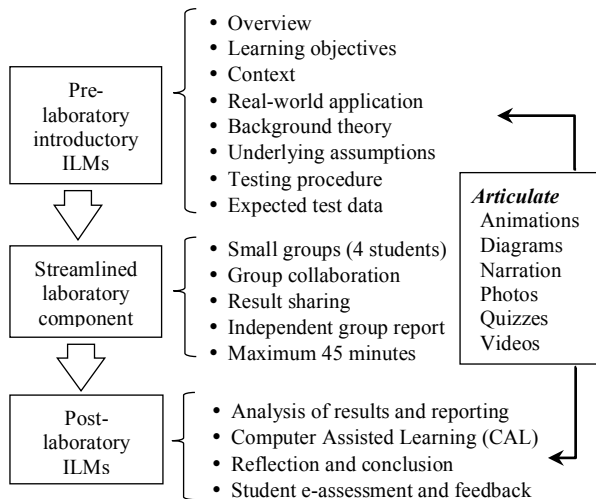 Pre-
laboratory
introductory
ILMs
• Overview
• Learning objectives
• Context
• Real-world application
• Background theory
• Underlying assumptions
• Testing procedure
• Expected test data
Streamlined
laboratory
component
• Small groups (4 students)
• Group collaboration
• Result sharing
• Independent group report
• Maximum 45 minutes
Post-
laboratory
ILMs
• Analysis of results and reporting
• Computer Assisted Learning (CAL)
• Reflection and conclusion
• Student e-assessment and feedback
Articulate
Animations
Diagrams
Narration
Photos
Quizzes
Videos